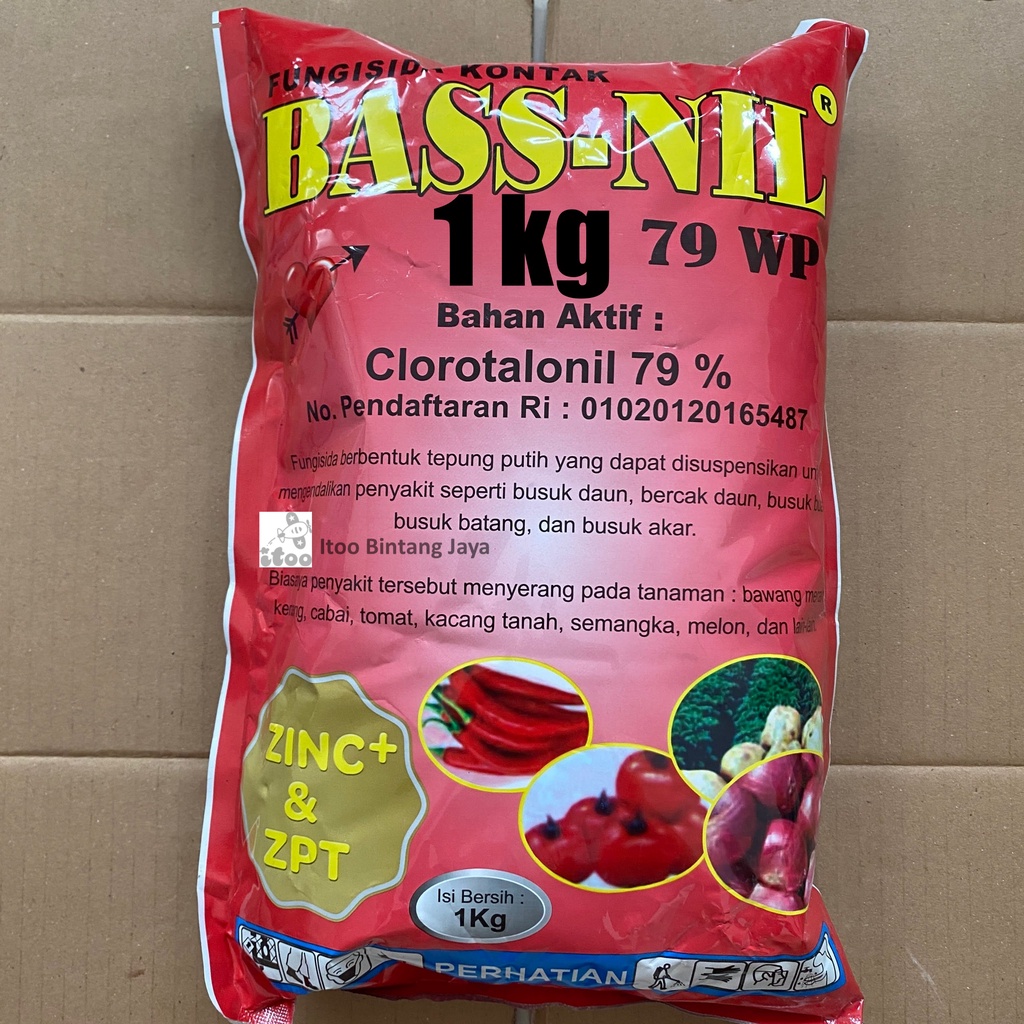 FUNGISIDA KONTAK
BASS-NIL®
1 kg
79 WP
Bahan Aktif :
Clorotalonil 79 %
No. Pendaftaran Ri : 01020120165487
Fungisida berbentuk tepung putih yang dapat disuspensikan un
mengendalikan penyakit seperti busuk daun, bercak daun, busuk
busuk batang, dan busuk akar.
itoo
Itoo Bintang Jaya
Biasaya penyakit tersebut menyerang pada tanaman : bawang
cabai, tomat, kacang tanah, semangka, melon, dan
ZINC+
&
ZPT
Isi Bersih :
1Kg
PERHATIAN